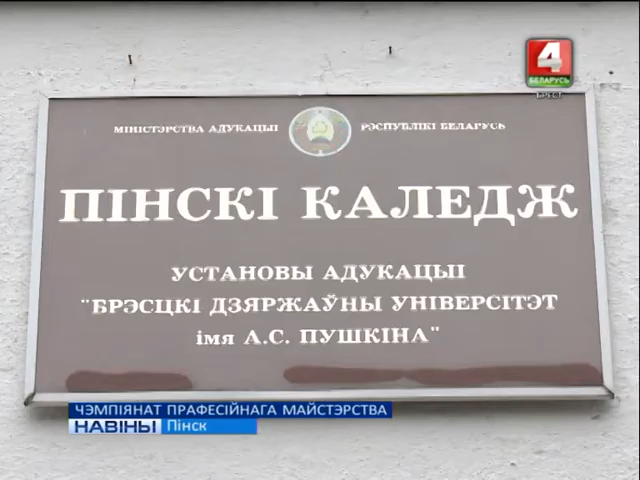 4
БЕЛАРУСЬ
БРЕСТ
МІНІСТЭРСТВА АДУКАЦЫІ РЭСПУБЛІКІ БЕЛАРУСЬ
ПІНСКІ КАЛЕДЖ
УСТАНОВЫ АДУКАЦЫІ
"БРЭСЦКІ ДЗЯРЖАЎНЫ УНІВЕРСІТЭТ
імя А.С. ПУШКІНА"
ЧЭМПІЯНАТ ПРАФЕСІЙНАГА МАЙСТЭРСТВА
НАВІНЫ Пінск